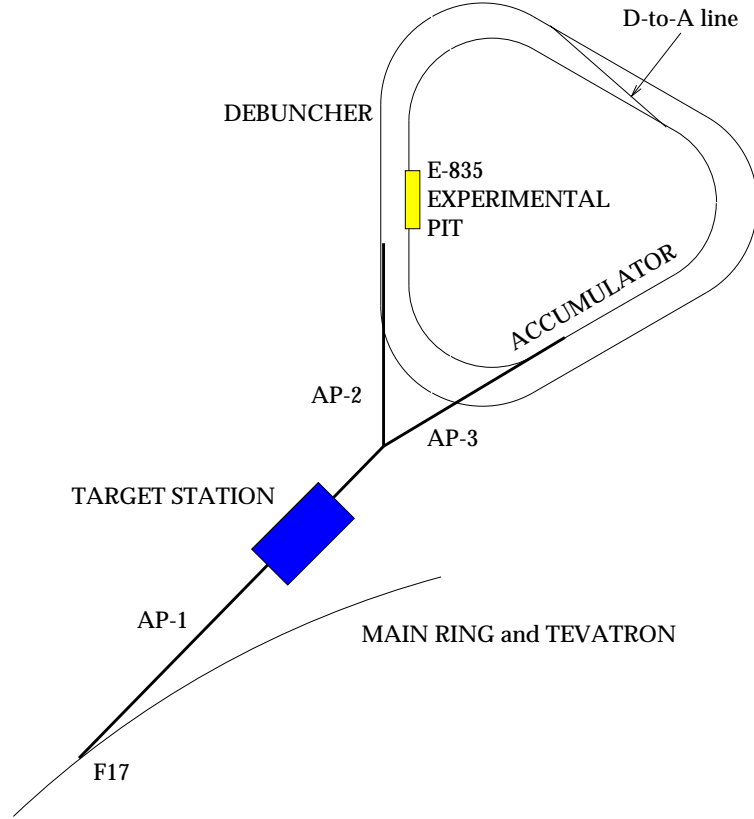 D-to-A line
DEBUNCHER
E-835
EXPERIMENTAL
PIT
ACCUMULATOR
AP-2
AP-3
TARGET STATION
AP-1
MAIN RING and TEVATRON
F17